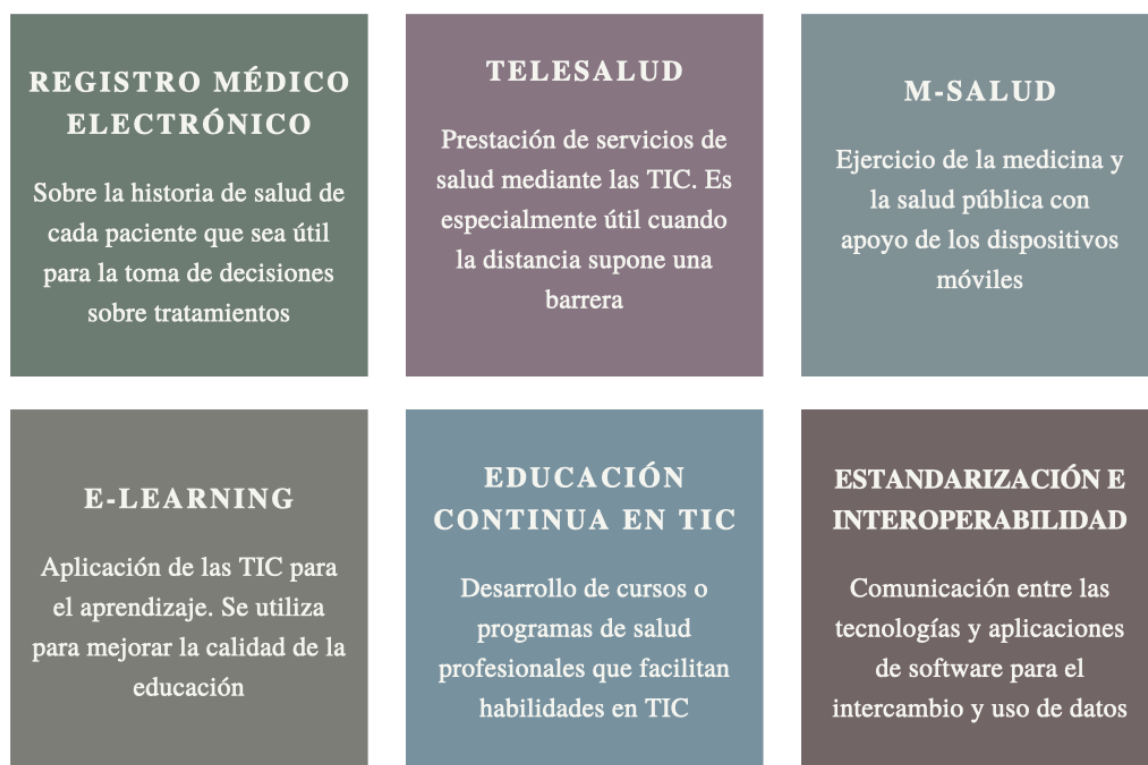 REGISTRO MÉDICO
ELECTRÓNICO
Sobre la historia de salud de
cada paciente que sea útil
para la toma de decisiones
sobre tratamientos
TELESALUD
Prestación de servicios de
salud mediante las TIC. Es
especialmente útil cuando
la distancia supone una
barrera
M-SALUD
Ejercicio de la medicina y
la salud pública con
apoyo de los dispositivos
móviles
E-LEARNING
Aplicación de las TIC para
el aprendizaje. Se utiliza
para mejorar la calidad de la
educación
EDUCACIÓN
CONTINUA EN TIC
Desarrollo de cursos o
programas de salud
profesionales que facilitan
habilidades en TIC
ESTANDARIZACIÓN E
INTEROPERABILIDAD
Comunicación entre las
tecnologías y aplicaciones
de software para el
intercambio y uso de datos